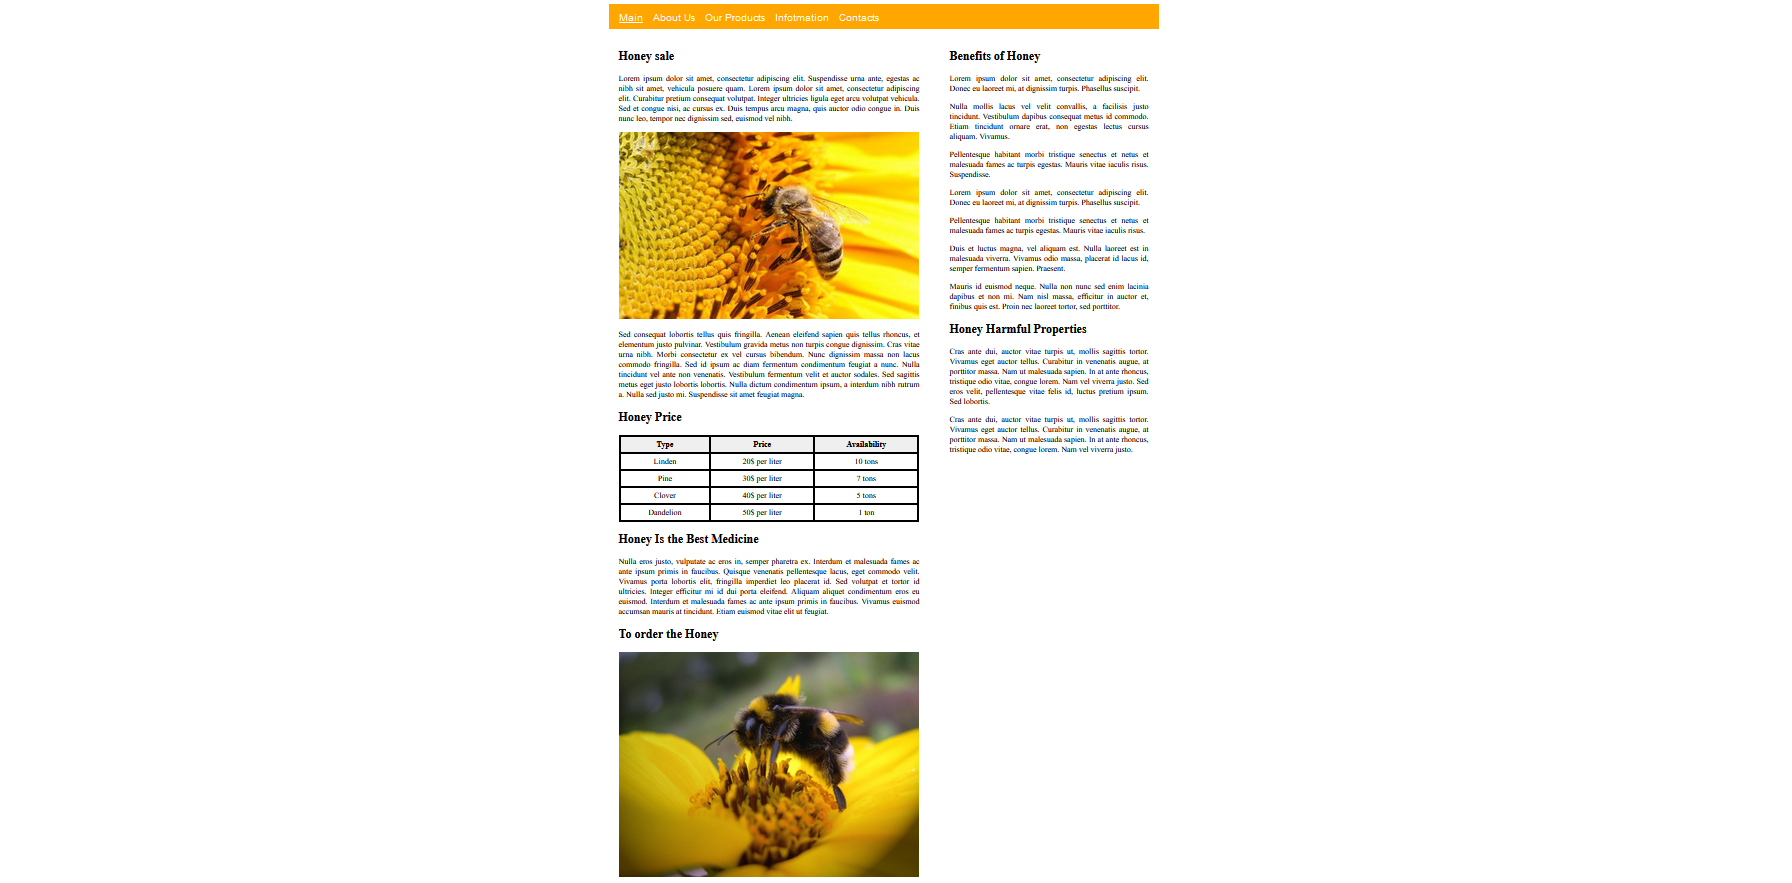 Main About Us Our Products Infotmation Contacts
Honey sale
Lorem ipsum dolor sit amet, consectetur adipiscing elit. Suspendisse urna ante, egestas ac
nibh sit amet, vehicula posuere quam. Lorem ipsum dolor sit amet, consectetur adipiscing
elit. Curabitur pretium consequat volutpat. Integer ultricies ligula eget arcu volutpat vehicula.
Sed et congue nisi, ac cursus ex. Duis tempus arcu magna, quis auctor odio congue in. Duis
nunc leo, tempor nec dignissim sed, euismod vel nibh.
Sed consequat lobortis tellus quis fringilla. Aenean eleifend sapien quis tellus rhoncus, et
elementum justo pulvinar. Vestibulum gravida metus non turpis congue dignissim. Cras vitae
urna nibh. Morbi consectetur ex vel cursus bibendum. Nunc dignissim massa non lacus
commodo fringilla. Sed id ipsum ac diam fermentum condimentum feugiat a nunc. Nulla
tincidunt vel ante non venenatis. Vestibulum fermentum velit et auctor sodales. Sed sagittis
metus eget justo lobortis lobortis. Nulla dictum condimentum ipsum, a interdum nibh rutrum
a. Nulla sed justo mi. Suspendisse sit amet feugiat magna.
Honey Price
Type Price Availability
Linden 20$ per liter 10 tons
Pine 30$ per liter 7 tons
Clover 40$ per liter 5 tons
Dandelion 50$ per liter 1 ton
Honey Is the Best Medicine
Nulla eros justo, vulputate ac eros in, semper pharetra ex. Interdum et malesuada fames ac
ante ipsum primis in faucibus. Quisque venenatis pellentesque lacus, eget commodo velit.
Vivamus porta lobortis elit, fringilla imperdiet leo placerat id. Sed volutpat et tortor id
ultricies. Integer efficitur mi id dui porta eleifend. Aliquam aliquet condimentum eros eu
euismod. Interdum et malesuada fames ac ante ipsum primis in faucibus. Vivamus euismod
accumsan mauris at tincidunt. Etiam euismod vitae elit ut feugiat.
To order the Honey
Benefits of Honey
Lorem ipsum dolor sit amet, consectetur adipiscing elit.
Donec eu laoreet mi, at dignissim turpis. Phasellus suscipit.
Nulla mollis lacus vel velit convallis, a facilisis justo
tincidunt. Vestibulum dapibus consequat metus id commodo.
Etiam tincidunt ornare erat, non egestas lectus cursus
aliquam. Vivamus.
Pellentesque habitant morbi tristique senectus et netus et
malesuada fames ac turpis egestas. Mauris vitae iaculis risus.
Suspendisse.
Lorem ipsum dolor sit amet, consectetur adipiscing elit.
Donec eu laoreet mi, at dignissim turpis. Phasellus suscipit.
Pellentesque habitant morbi tristique senectus et netus et
malesuada fames ac turpis egestas. Mauris vitae iaculis risus.
Duis et luctus magna, vel aliquam est. Nulla laoreet est in
malesuada viverra. Vivamus odio massa, placerat id lacus id,
semper fermentum sapien. Praesent.
Mauris id euismod neque. Nulla non nunc sed enim lacinia
dapibus et non mi. Nam nisl massa, efficitur in auctor et,
finibus quis est. Proin nec laoreet tortor, sed porttitor.
Honey Harmful Properties
Cras ante dui, auctor vitae turpis ut, mollis sagittis tortor.
Vivamus eget auctor tellus. Curabitur in venenatis augue, at
porttitor massa. Nam ut malesuada sapien. In at ante rhoncus,
tristique odio vitae, congue lorem. Nam vel viverra justo. Sed
eros velit, pellentesque vitae felis id, luctus pretium ipsum.
Sed lobortis.
Cras ante dui, auctor vitae turpis ut, mollis sagittis tortor.
Vivamus eget auctor tellus. Curabitur in venenatis augue, at
porttitor massa. Nam ut malesuada sapien. In at ante rhoncus,
tristique odio vitae, congue lorem. Nam vel viverra justo.